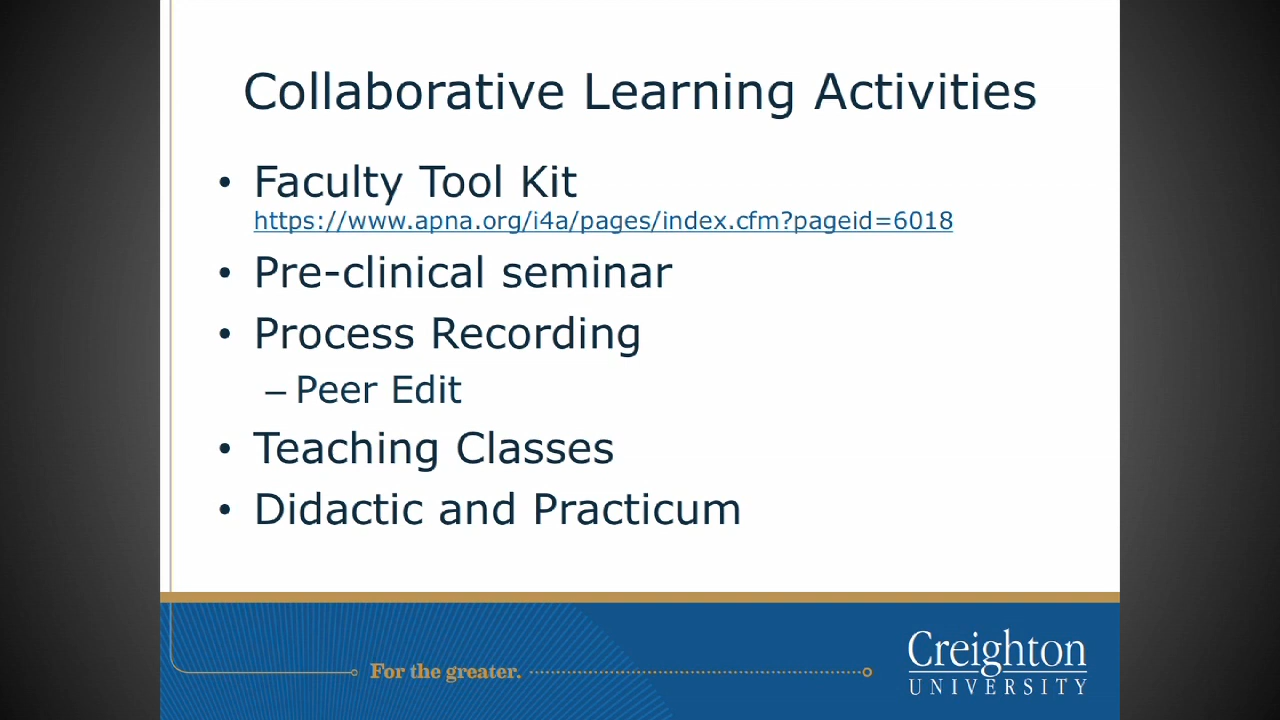 Collaborative Learning Activities
• Faculty Tool Kit
https://www.apna.org/i4a/pages/index.cfm?pageid=6018
• Pre-clinical seminar
• Process Recording
– Peer Edit
• Teaching Classes
• Didactic and Practicum
For the greater.
Creighton
UNIVERSITY